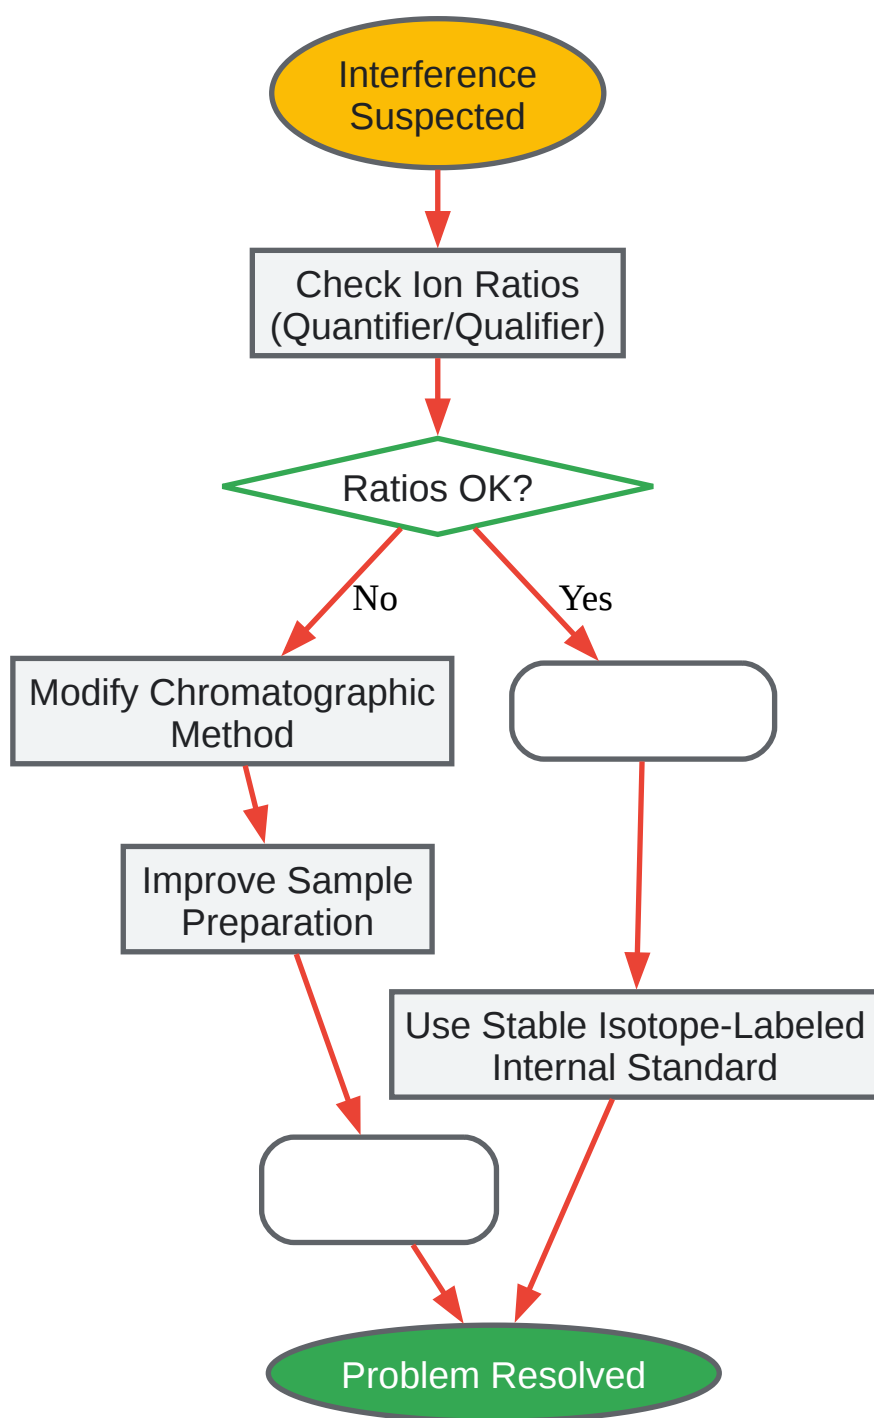 Interference
Suspected
Check Ion Ratios
(Quantifier/Qualifier)
Ratios OK?
No
Yes
Modify Chromatographic
Method
Improve Sample
Preparation
Use Stable Isotope-Labeled
Internal Standard
Problem Resolved